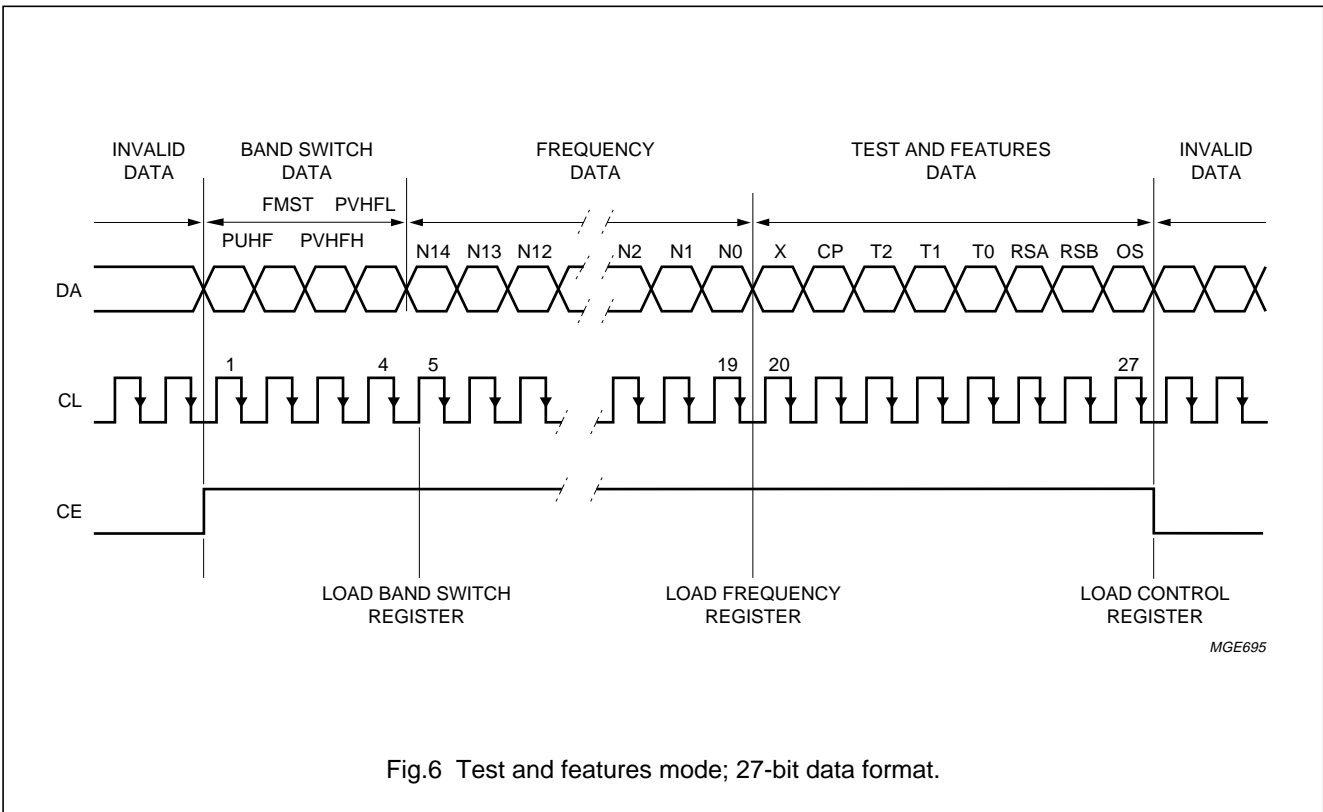 INVALID DATA
BAND SWITCH DATA
FREQUENCY DATA
TEST AND FEATURES DATA
INVALID DATA
FMST PVHFL
PUHF PVHFH
N14 N13 N12 N2 N1 N0 X CP T2 T1 T0 RSA RSB OS
DA
1 4 5 19 20 27
CL
CE
LOAD BAND SWITCH REGISTER
LOAD FREQUENCY REGISTER
LOAD CONTROL REGISTER
MGE695
Fig.6 Test and features mode; 27-bit data format.